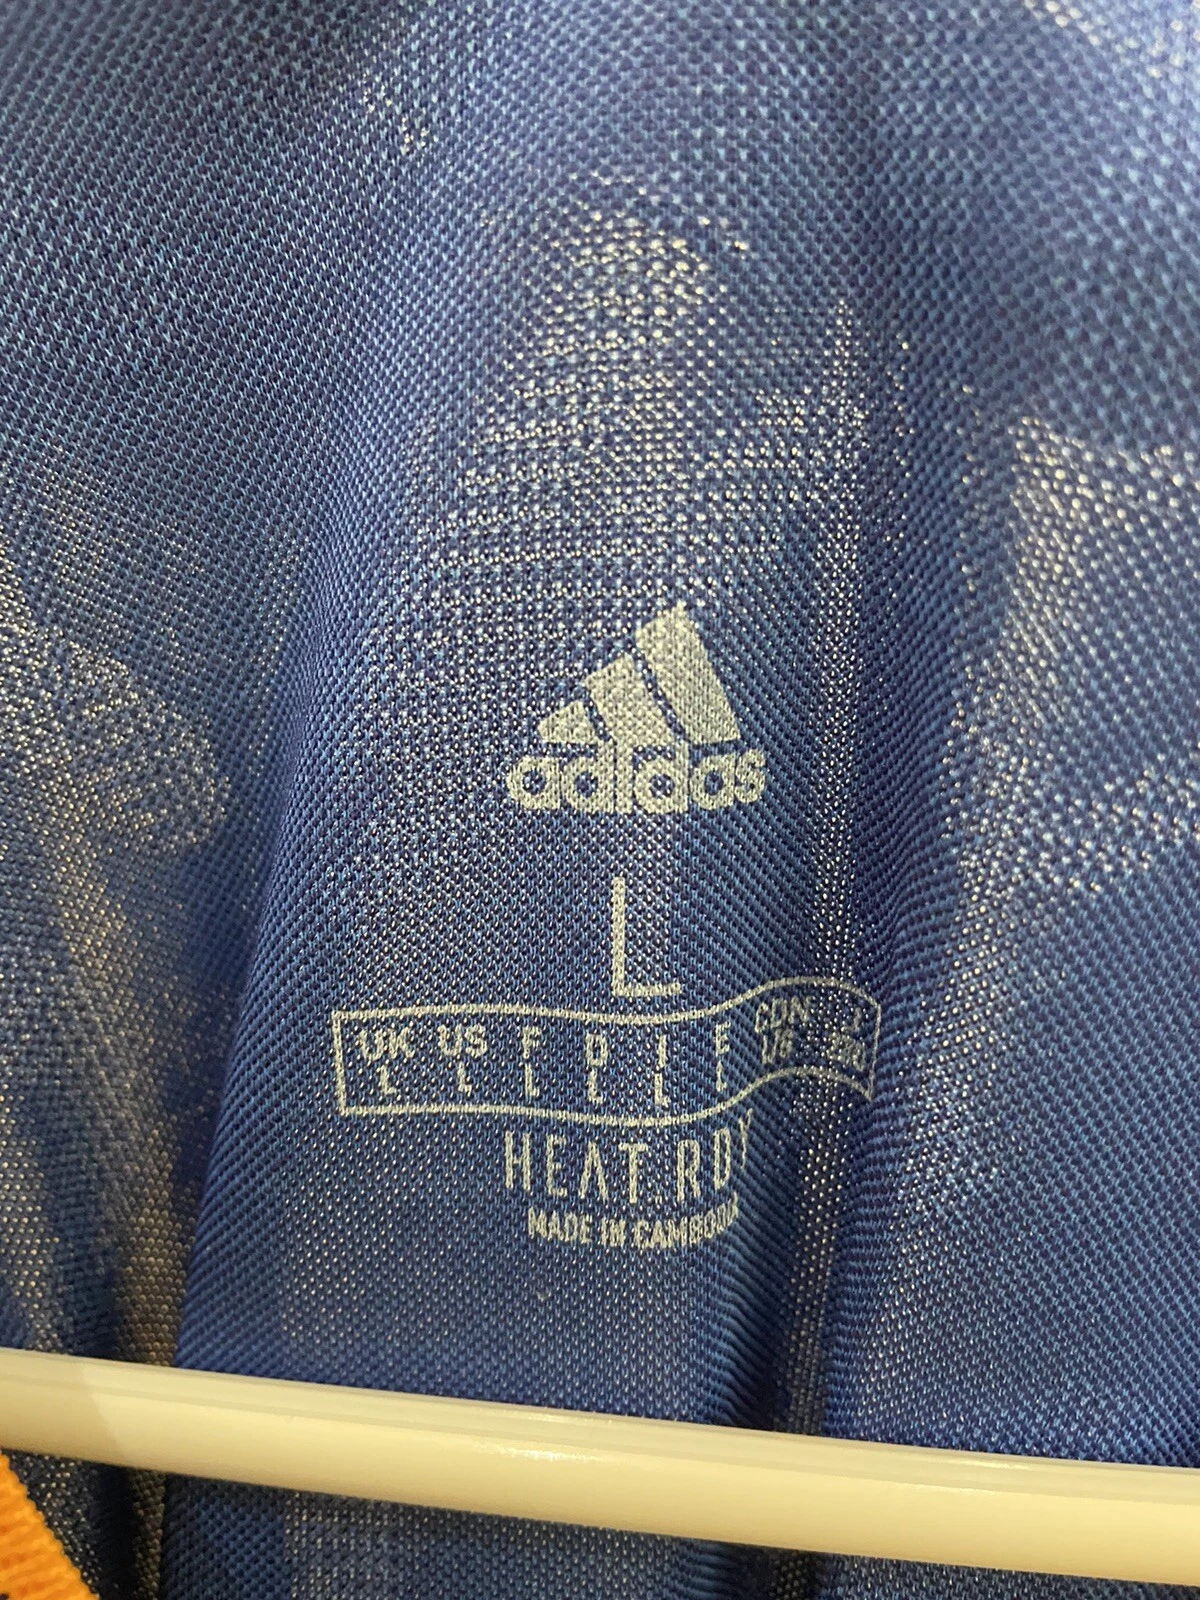 adidas
L
UK US F D I E
L L L L L L
HEAT.RDY
MADE IN CAMBODIA